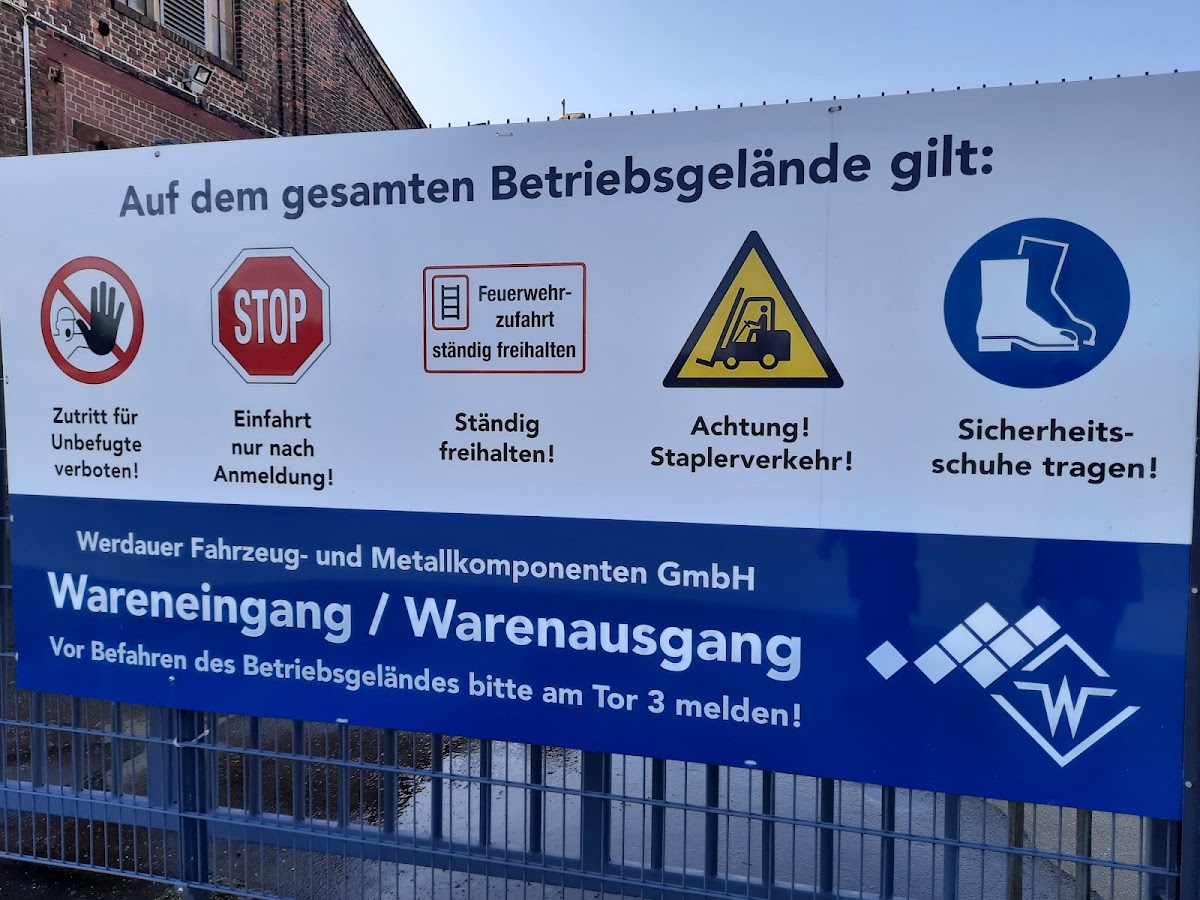 Auf dem gesamten Betriebsgelände gilt:
STOP
Feuerwehr-
zufahrt
ständig freihalten
Zutritt für
Unbefugte
verboten!
Einfahrt
nur nach
Anmeldung!
Ständig
freihalten!
Achtung!
Staplerverkehr!
Sicherheits-
schuhe tragen!
Werdauer Fahrzeug- und Metallkomponenten GmbH
Wareneingang / Warenausgang
Vor Befahren des Betriebsgeländes bitte am Tor 3 melden!
W